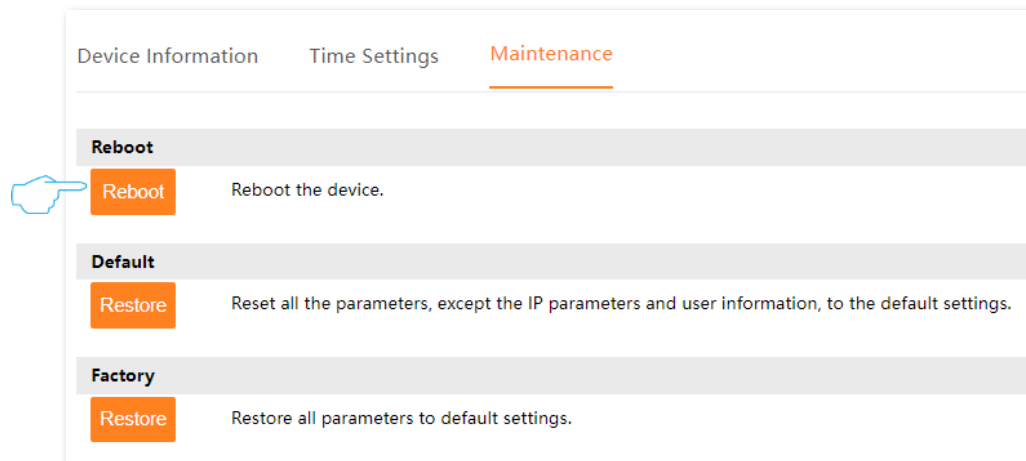 Device Information Time Settings Maintenance
Reboot
Reboot Reboot the device.
Default
Restore Reset all the parameters, except the IP parameters and user information, to the default settings.
Factory
Restore Restore all parameters to default settings.